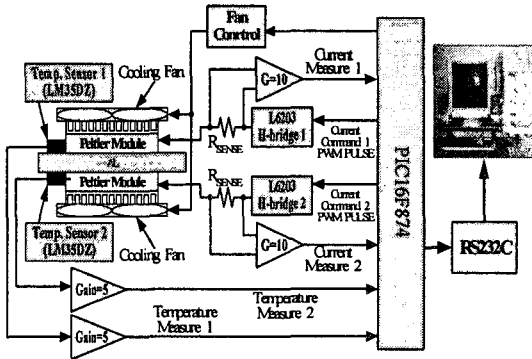 Fan Conrtrol
Temp. Sensor 1
(LM35DZ)
Cooling Fan
Current
Measure 1
G=10
Peltier Module
RSENSE
L6203
H-bridge 1
Current
Command 1
PWM PULSE
AL
Peltier Module
RSENSE
L6203
H-bridge 2
Current
Command 2
PWM PULSE
Temp. Sensor 2
(LM35DZ)
Cooling Fan
G=10
Current
Measure 2
PIC16F874
RS232C
Gain=5
Temperature
Measure 2
Gain=5
Temperature
Measure 1